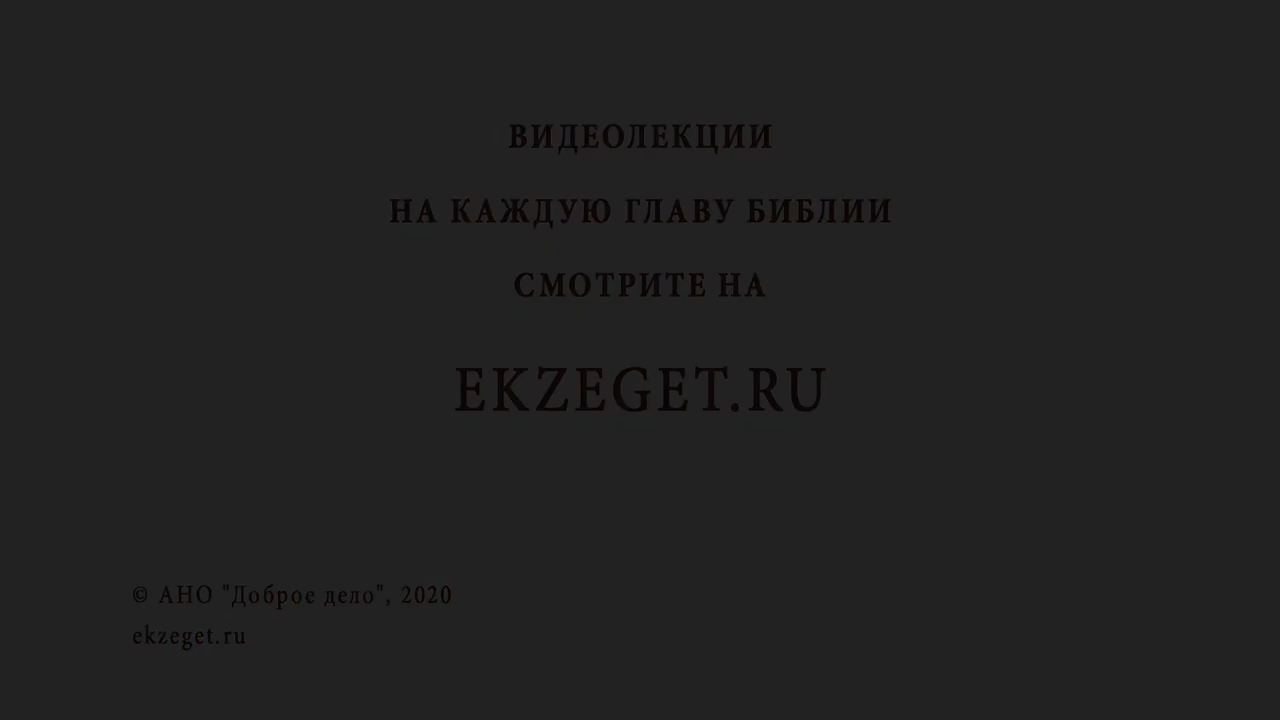 ВИДЕОЛЕКЦИИ
НА КАЖДУЮ ГЛАВУ БИБЛИИ
СМОТРИТЕ НА
EKZEGET.RU
© АНО "Доброе дело", 2020
ekzeget.ru